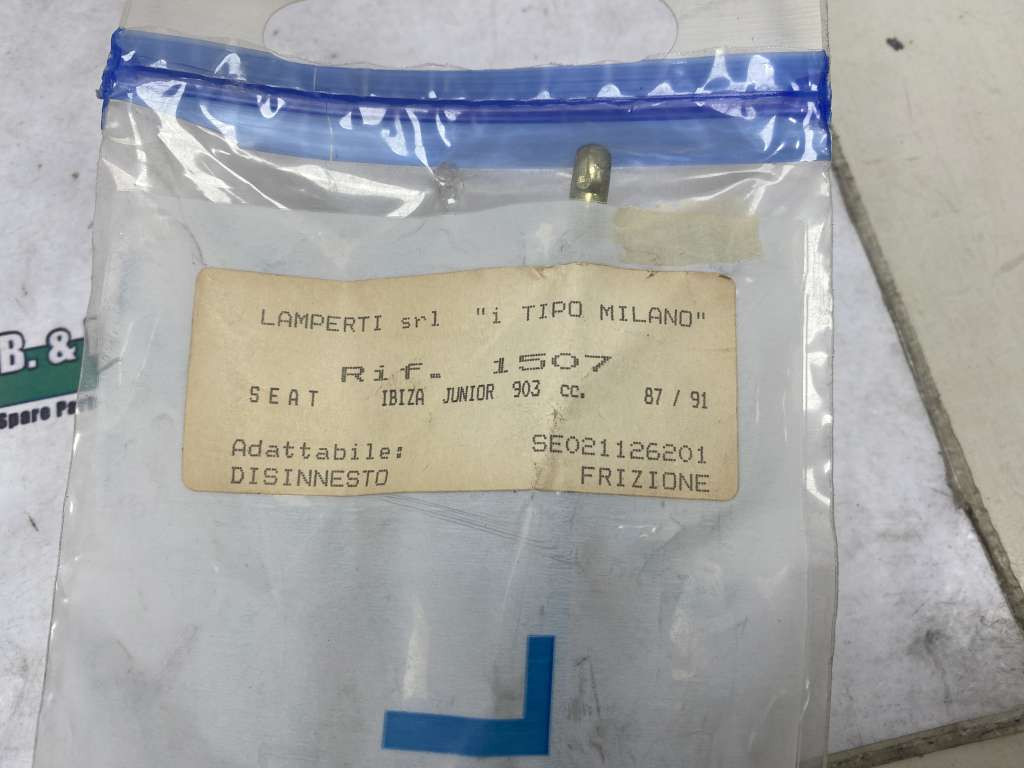 LAMPERTI srl "i TIPO MILANO"
Rif. 1507
SEAT IBIZA JUNIOR 903 cc. 87 / 91
Adattabile: SE021126201
DISINNESTO FRIZIONE
B. &
Spare Par
L